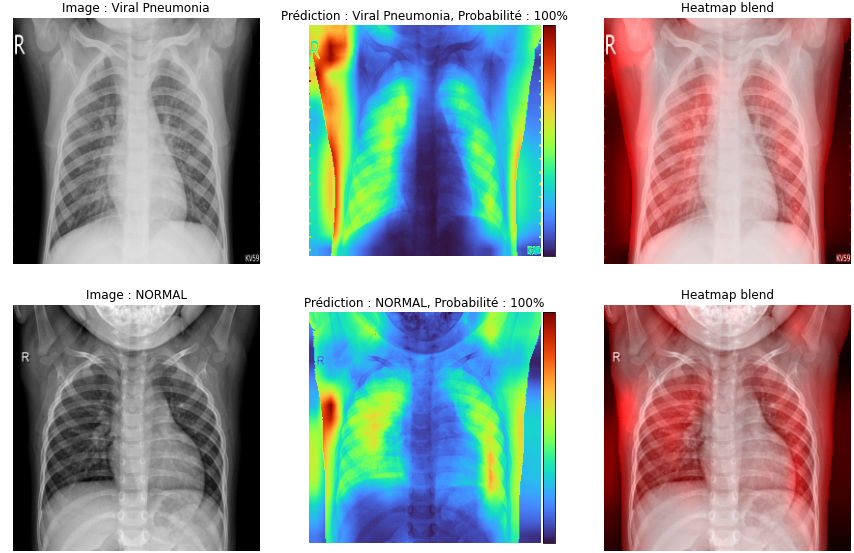 Image : Viral Pneumonia
Prédiction : Viral Pneumonia, Probabilité : 100%
Heatmap blend
R
R
R
KV59
KV59
Image : NORMAL
Prédiction : NORMAL, Probabilité : 100%
Heatmap blend
R
R
R